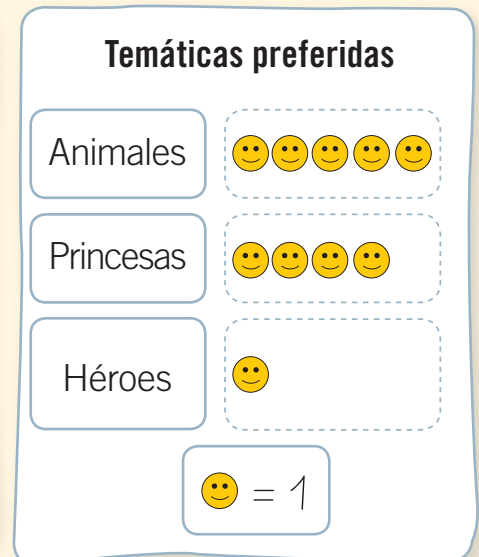 Temáticas preferidas
Animales
Princesas
Héroes
= 1